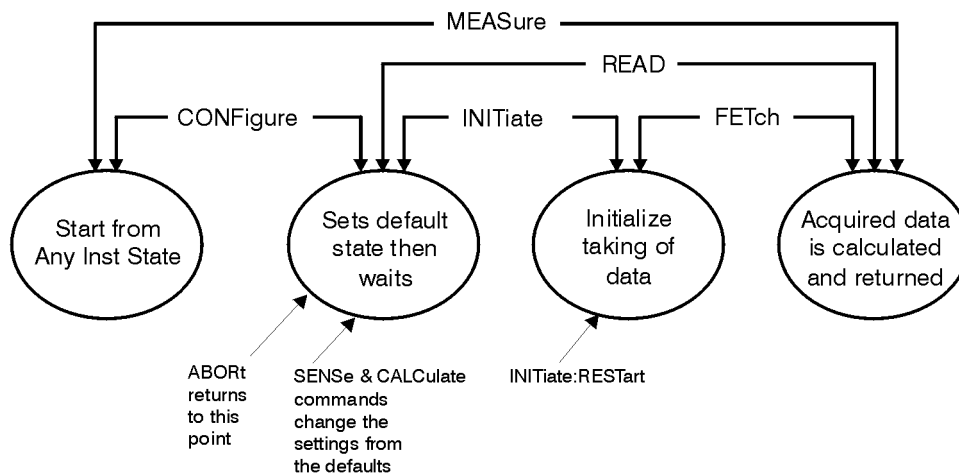 MEASure
READ
CONFigure
INITiate
FETch
Start from
Any Inst State
Sets default
state then
waits
Initialize
taking of
data
Acquired data
is calculated
and returned
ABORt
returns
to this
point
SENSe & CALCulate
commands
change the
settings from
the defaults
INITiate:RESTart